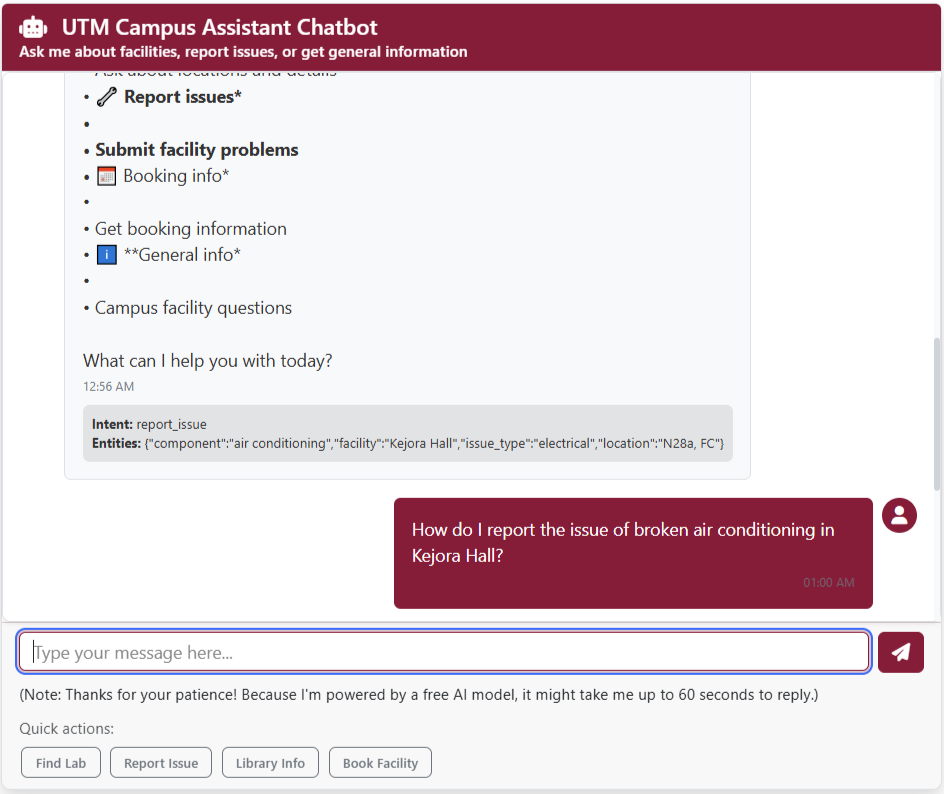 UTM Campus Assistant Chatbot
Ask me about facilities, report issues, or get general information
Ask about locations and details
• Report issues*
•
• Submit facility problems
• Booking info*
•
• Get booking information
• **General info*
•
• Campus facility questions
What can I help you with today?
12:56 AM
Intent: report_issue
Entities: {"component":"air conditioning","facility":"Kejora Hall","issue_type":"electrical","location":"N28a, FC"}
How do I report the issue of broken air conditioning in
Kejora Hall?
01:00 AM
Type your message here...
(Note: Thanks for your patience! Because I'm powered by a free AI model, it might take me up to 60 seconds to reply.)
Quick actions:
Find Lab Report Issue Library Info Book Facility